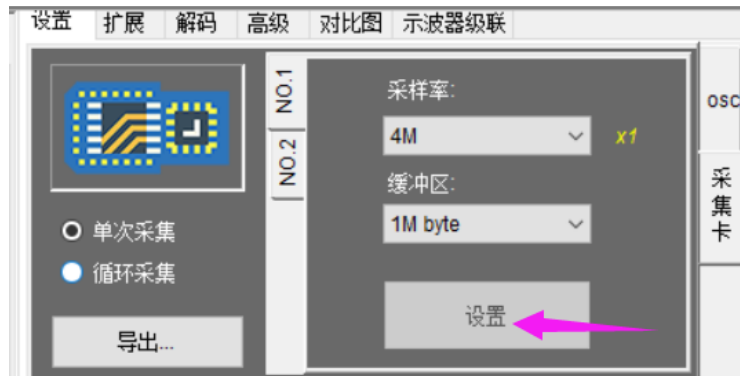 设置 扩展 解码 高级 对比图 示波器级联
NO.1
NO.2
采样率:
4M x1
缓冲区:
1M byte
设置
单次采集
循环采集
导出...
osc
采集卡